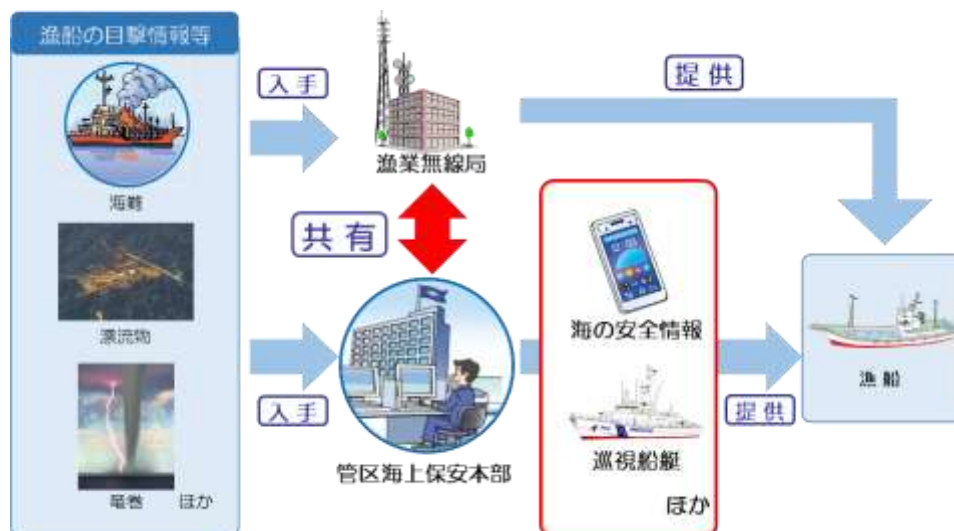 漁船の目撃情報等
海難
漂流物
竜巻 ほか
入手
漁業無線局
提供
共有
入手
管区海上保安本部
海の安全情報
巡視船艇
ほか
提供
漁船